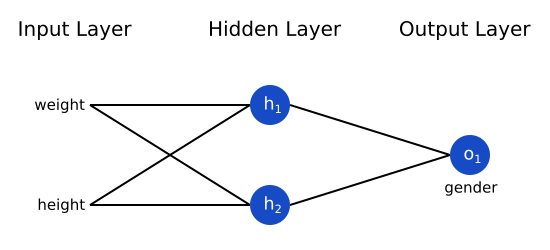 Input Layer
Hidden Layer
Output Layer
weight
h₁
o₁
gender
height
h₂